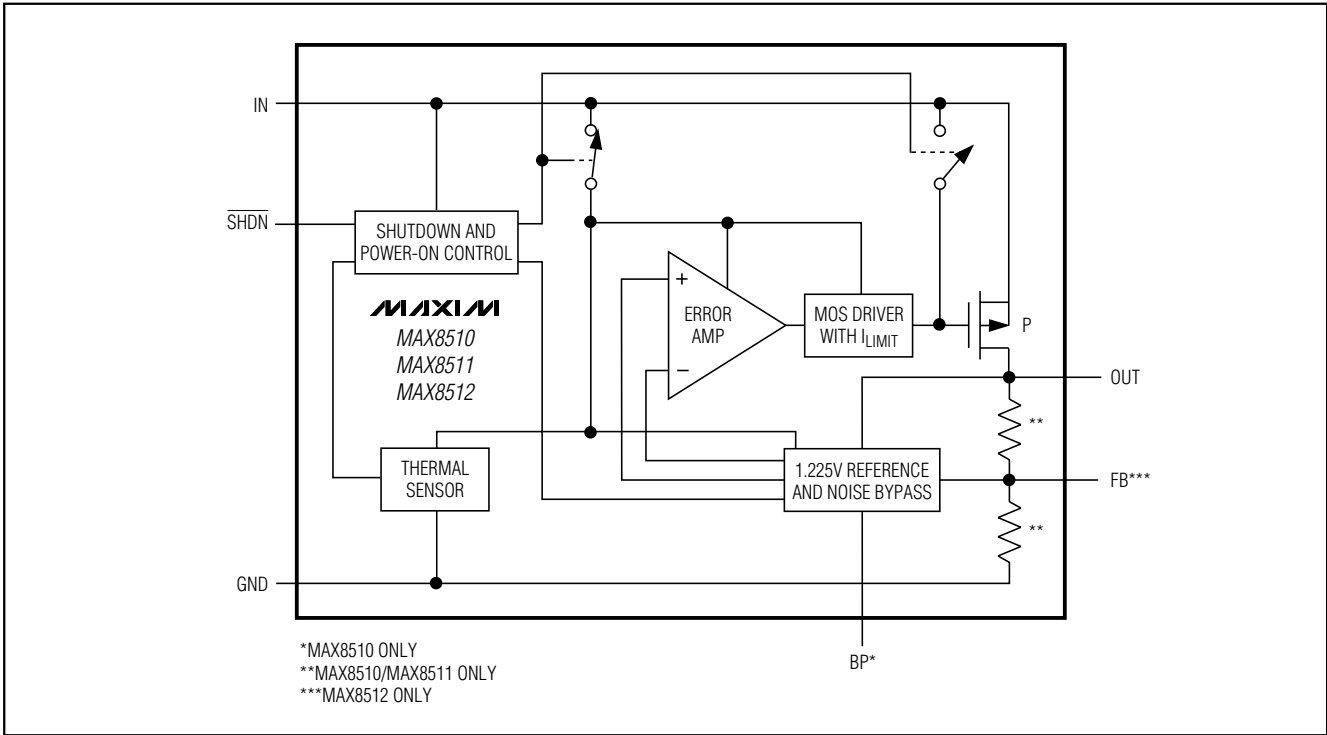 IN
SHDN
SHUTDOWN AND
POWER-ON CONTROL
MAXIM
MAX8510
MAX8511
MAX8512
+
ERROR
AMP
−
MOS DRIVER
WITH ILIMIT
P
OUT
**
THERMAL
SENSOR
1.225V REFERENCE
AND NOISE BYPASS
FB***
**
GND
BP*
*MAX8510 ONLY
**MAX8510/MAX8511 ONLY
***MAX8512 ONLY